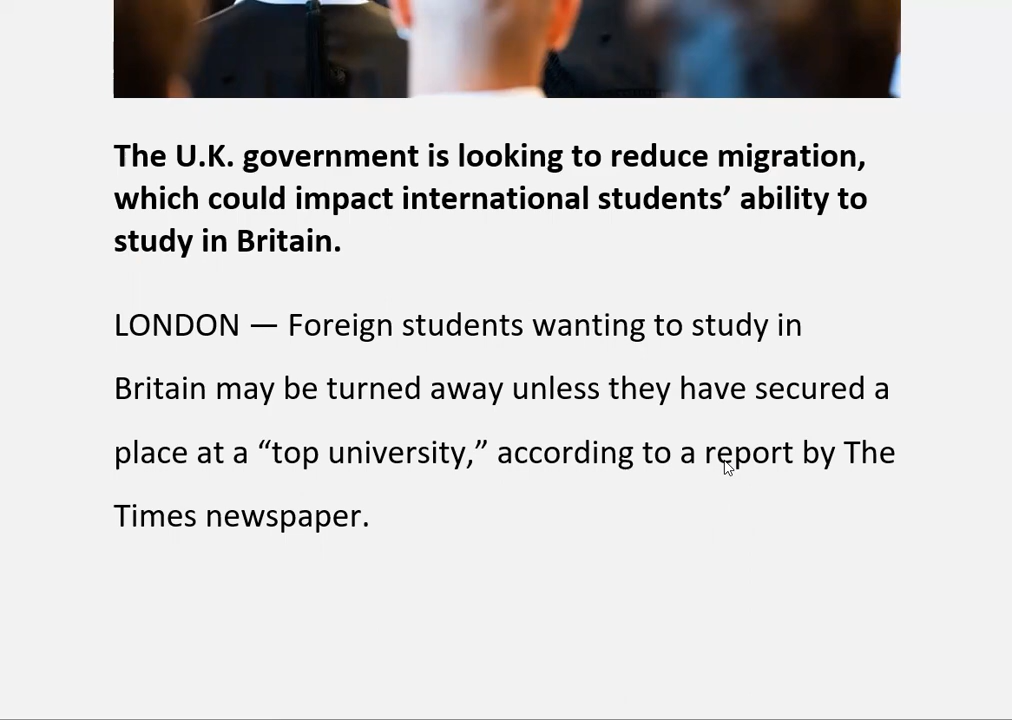 The U.K. government is looking to reduce migration,
which could impact international students’ ability to
study in Britain.
LONDON — Foreign students wanting to study in
Britain may be turned away unless they have secured a
place at a “top university,” according to a report by The
Times newspaper.